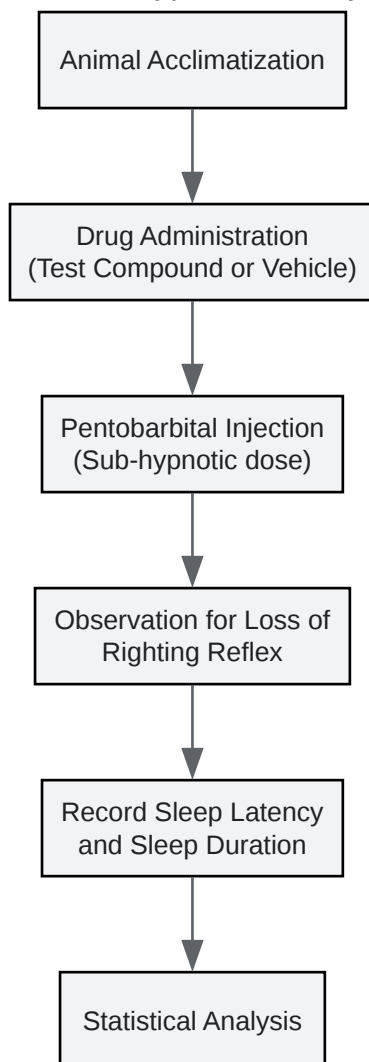 Animal Acclimatization
Drug Administration
(Test Compound or Vehicle)
Pentobarbital Injection
(Sub-hypnotic dose)
Observation for Loss of
Righting Reflex
Record Sleep Latency
and Sleep Duration
Statistical Analysis